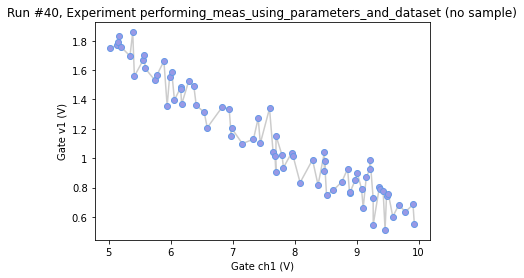 Run #40, Experiment performing_meas_using_parameters_and_dataset (no sample)
Gate v1 (V)
1.8
1.6
1.4
1.2
1
0.8
0.6
5 6 7 8 9 10
Gate ch1 (V)